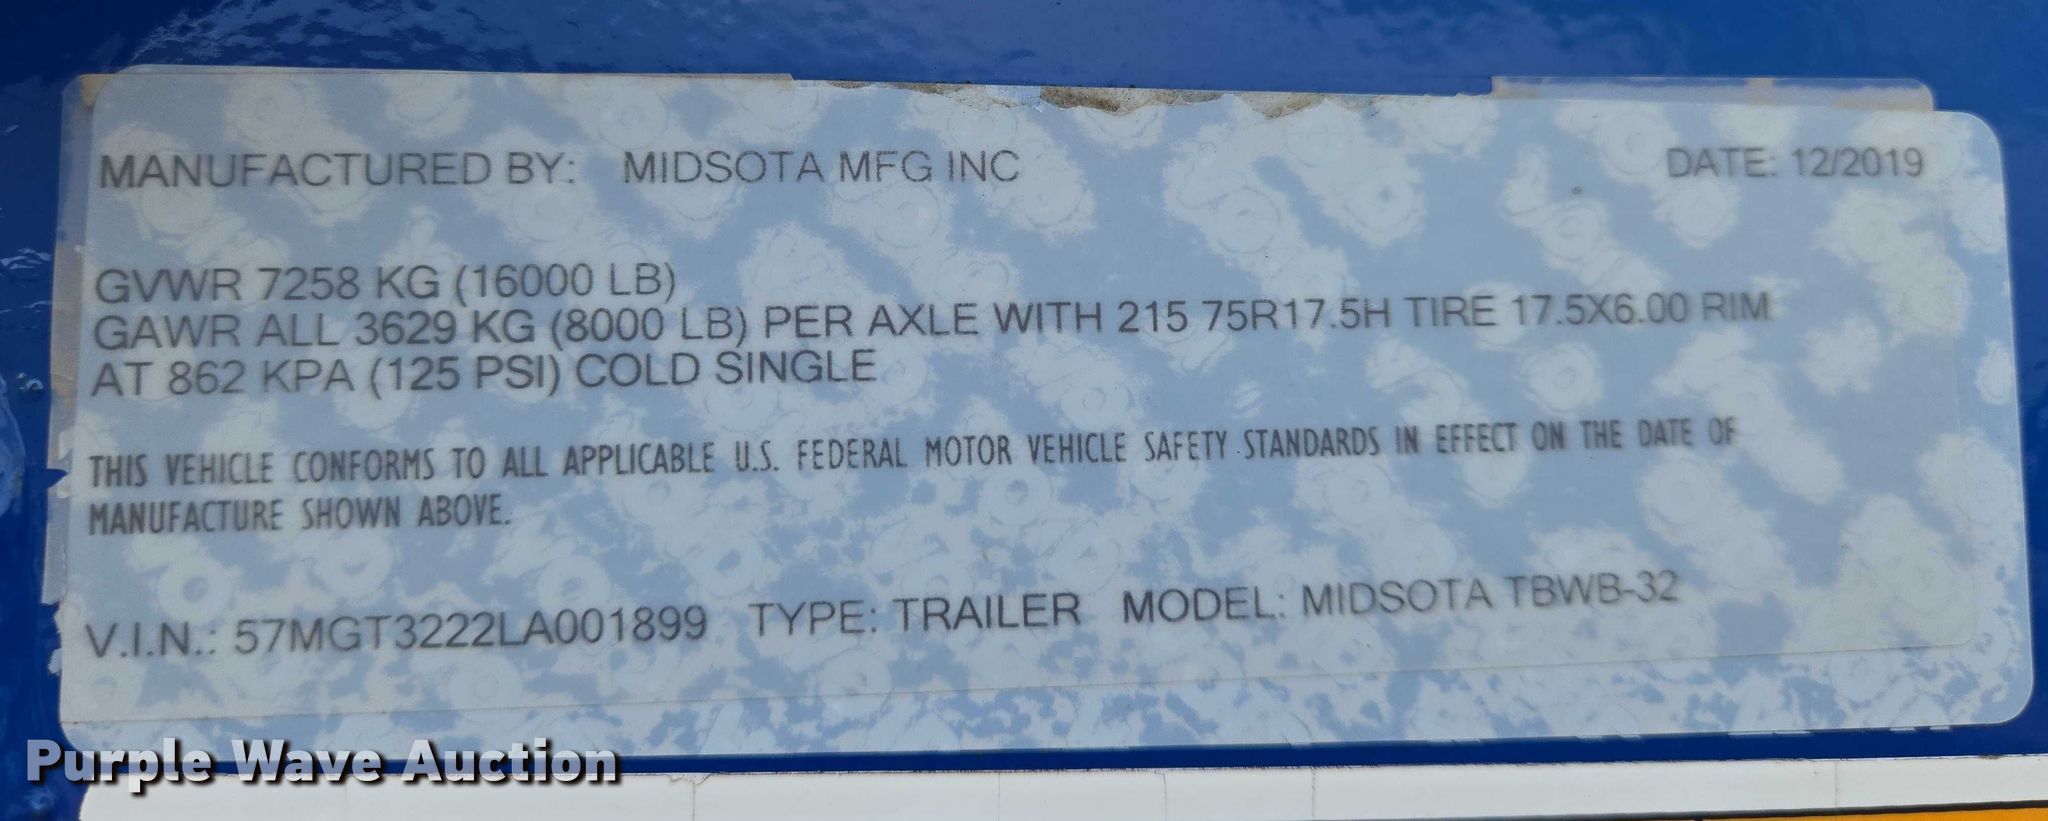 MANUFACTURED BY: MIDSOTA MFG INC DATE: 12/2019
GVWR 7258 KG (16000 LB)
GAWR ALL 3629 KG (8000 LB) PER AXLE WITH 215 75R17.5H TIRE 17.5X6.00 RIM
AT 862 KPA (125 PSI) COLD SINGLE
THIS VEHICLE CONFORMS TO ALL APPLICABLE U.S. FEDERAL MOTOR VEHICLE SAFETY STANDARDS IN EFFECT ON THE DATE OF
MANUFACTURE SHOWN ABOVE.
V.I.N.: 57MGT3222LA001899 TYPE: TRAILER MODEL: MIDSOTA TBWB-32
Purple Wave Auction